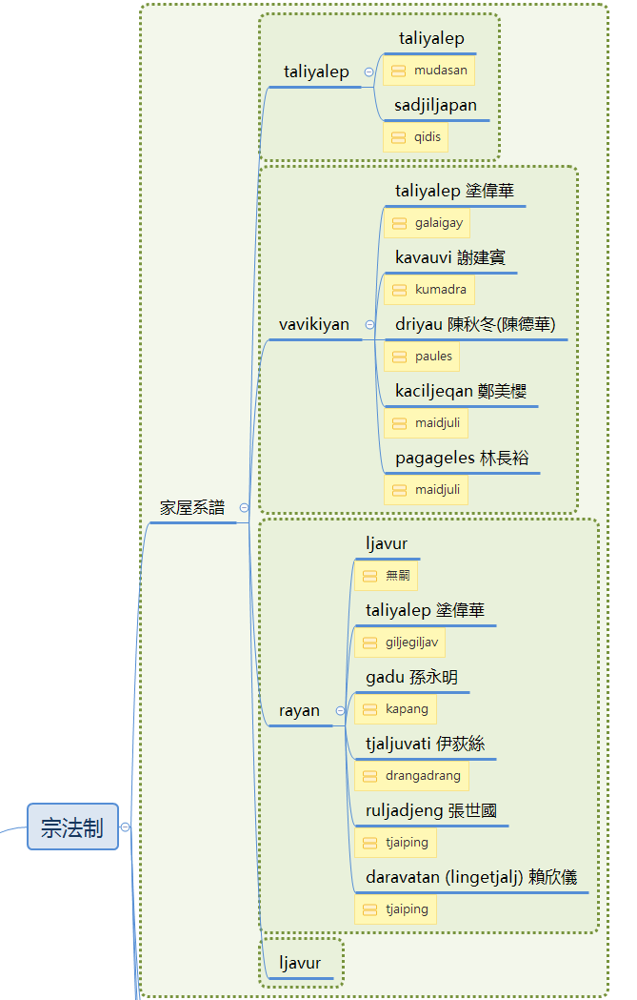 宗法制
家屋系譜
taliyalep
taliyalep
mudasan
sadjiljapan
qidis
vavikiyan
taliyalep 塗偉華
galaigay
kavauvi 謝建賓
kumadra
driyau 陳秋冬(陳德華)
paules
kaciljeqan 鄭美櫻
maidjuli
pagageles 林長裕
maidjuli
rayan
ljavur
無嗣
taliyalep 塗偉華
giljegiljav
gadu 孫永明
kapang
tjaljuvati 伊荻絲
drangadrang
ruljadjeng 張世國
tjaiping
daravatan (lingetjalj) 賴欣儀
tjaiping
ljavur